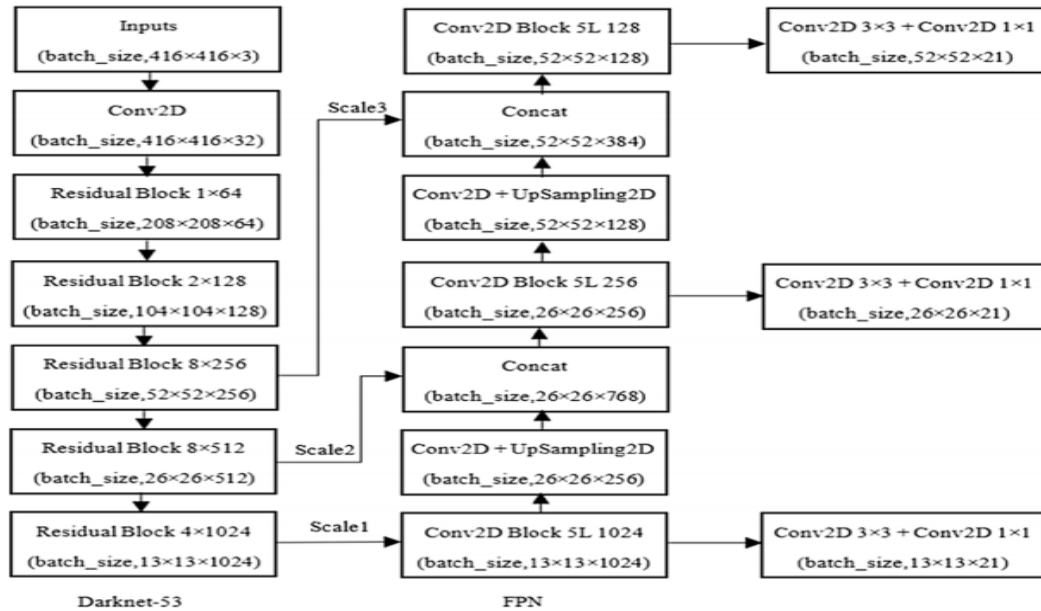 Inputs
(batch_size,416×416×3)
Conv2D
(batch_size,416×416×32)
Residual Block 1×64
(batch_size,208×208×64)
Residual Block 2×128
(batch_size,104×104×128)
Residual Block 8×256
(batch_size,52×52×256)
Residual Block 8×512
(batch_size,26×26×512)
Residual Block 4×1024
(batch_size,13×13×1024)
Darknet-53
Scale3
Scale2
Scale1
Conv2D Block 5L 128
(batch_size,52×52×128)
Concat
(batch_size,52×52×384)
Conv2D + UpSampling2D
(batch_size,52×52×128)
Conv2D Block 5L 256
(batch_size,26×26×256)
Concat
(batch_size,26×26×768)
Conv2D + UpSampling2D
(batch_size,26×26×256)
Conv2D Block 5L 1024
(batch_size,13×13×1024)
FPN
Conv2D 3×3 + Conv2D 1×1
(batch_size,52×52×21)
Conv2D 3×3 + Conv2D 1×1
(batch_size,26×26×21)
Conv2D 3×3 + Conv2D 1×1
(batch_size,13×13×21)